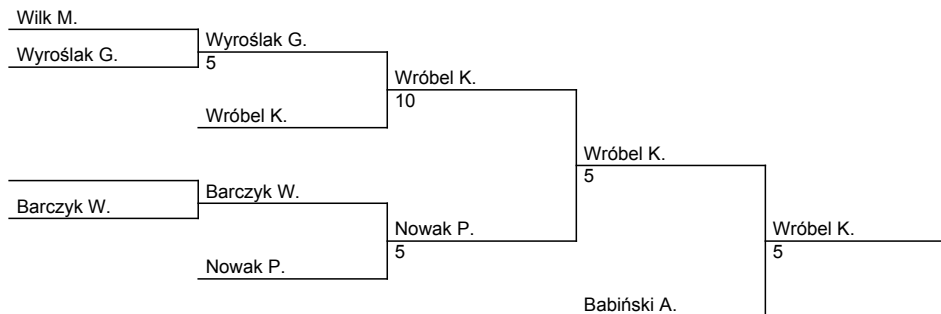 Wilk M.
Wyroślak G.
Wyroślak G.
5
Wróbel K.
Wróbel K.
10
Barczyk W.
Barczyk W.
Nowak P.
Nowak P.
5
Wróbel K.
5
Babiński A.
Wróbel K.
5